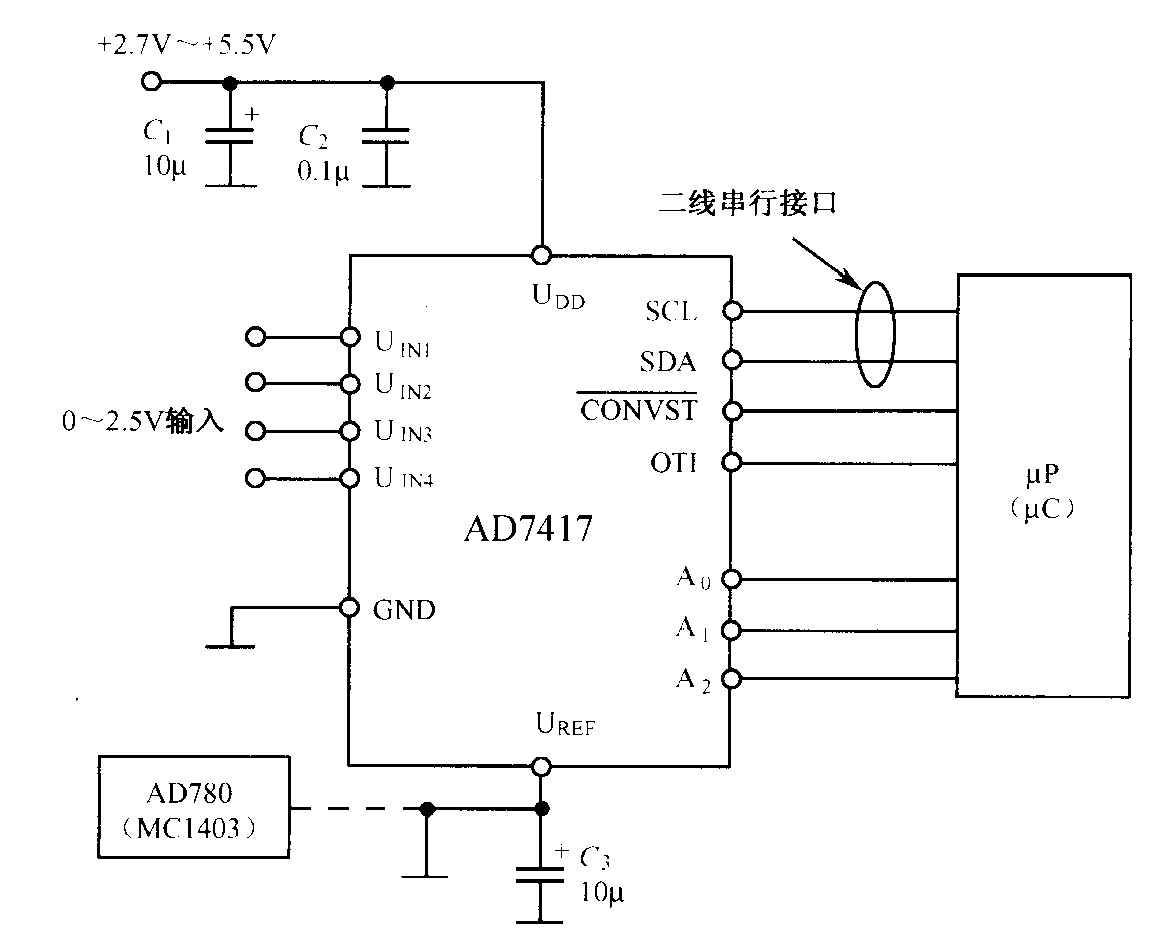 +2.7V～+5.5V
C1
10μ
+
C2
0.1μ
二线串行接口
UDD
SCL
SDA
CONVST
OTI
UIN1
UIN2
UIN3
UIN4
0～2.5V输入
AD7417
μP
（μC）
GND
A0
A1
A2
UREF
AD780
（MC1403）
+
C3
10μ